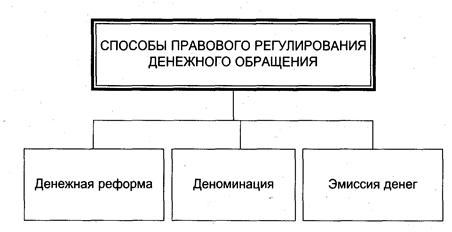 СПОСОБЫ ПРАВОВОГО РЕГУЛИРОВАНИЯ
ДЕНЕЖНОГО ОБРАЩЕНИЯ
Денежная реформа
Деноминация
Эмиссия денег